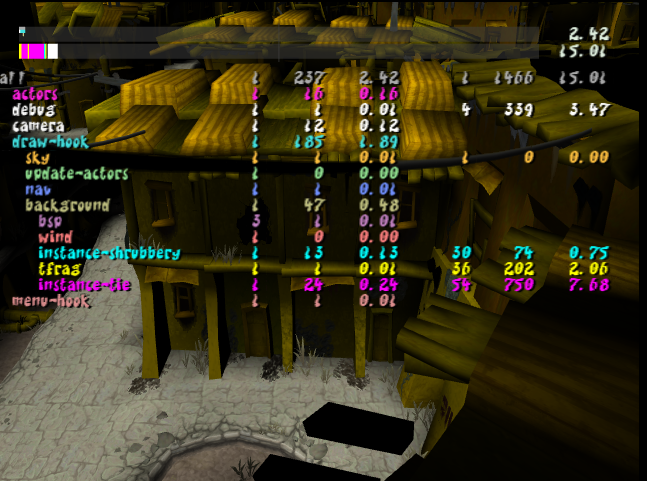 2.42
15.01
all 1 237 2.42 1 1466 15.01
actors 1 16 0.16
debug 1 1 0.01 4 339 3.47
camera 1 12 0.12
draw-hook 1 185 1.89
sky 1 1 0.01 1 0 0.00
update-actors 1 0 0.00
nav 1 1 0.01
background 1 47 0.48
bsp 3 1 0.01
wind 1 0 0.00
instance-shrubbery 1 13 0.13 30 74 0.75
tfrag 1 1 0.01 36 202 2.06
instance-tie 1 24 0.24 54 750 7.68
menu-hook 1 1 0.01